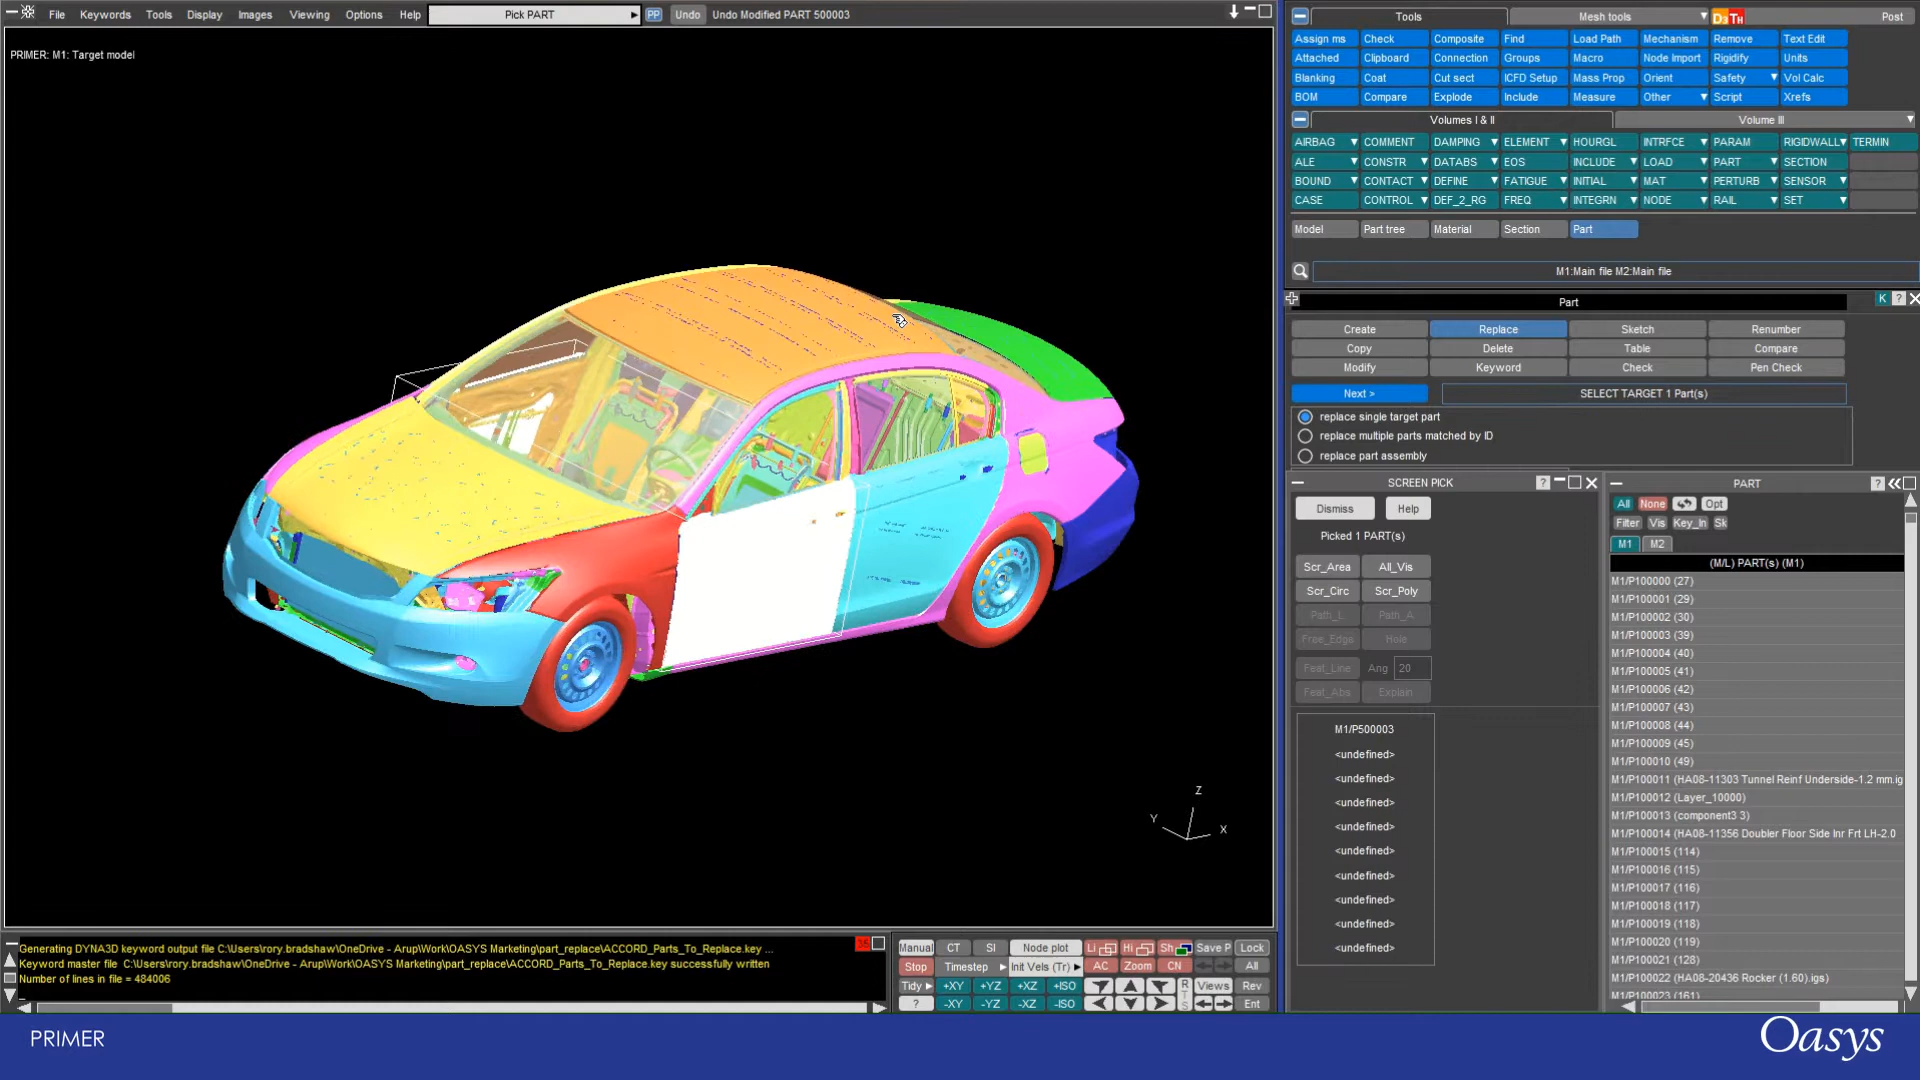 File Keywords Tools Display Images Viewing Options Help Pick PART PP Undo Undo Modified PART 500003
PRIMER: M1: Target model
Tools Mesh tools D3 TH Post
Assign ms Check Composite Find Load Path Mechanism Remove Text Edit
Attached Clipboard Connection Groups Macro Node Import Rigidify Units
Blanking Coat Cut sect ICFD Setup Mass Prop Orient Safety Vol Calc
BOM Compare Explode Include Measure Other Script Xrefs
Volumes I & II Volume III
AIRBAG COMMENT DAMPING ELEMENT HOURGL INTRFCE PARAM RIGIDWALL TERMIN
ALE CONSTR DATABS EOS INCLUDE LOAD PART SECTION
BOUND CONTACT DEFINE FATIGUE INITIAL MAT PERTURB SENSOR
CASE CONTROL DEF_2_RG FREQ INTEGRN NODE RAIL SET
Model Part tree Material Section Part
M1:Main file M2:Main file
Part K ?
Create Replace Sketch Renumber
Copy Delete Table Compare
Modify Keyword Check Pen Check
Next > SELECT TARGET 1 Part(s)
replace single target part
replace multiple parts matched by ID
replace part assembly
SCREEN PICK ?
Dismiss Help
Picked 1 PART(s)
Scr_Area All_Vis
Scr_Circ Scr_Poly
Path_L Path_A
Free_Edge Hole
Feat_Line Ang 20
Feat_Abs Explain
M1/P500003
<undefined>
<undefined>
<undefined>
<undefined>
<undefined>
<undefined>
<undefined>
<undefined>
<undefined>
PART ?
All None Opt
Filter Vis Key_In Sk
M1 M2
(M/L) PART(s) (M1)
M1/P100000 (27)
M1/P100001 (29)
M1/P100002 (30)
M1/P100003 (39)
M1/P100004 (40)
M1/P100005 (41)
M1/P100006 (42)
M1/P100007 (43)
M1/P100008 (44)
M1/P100009 (45)
M1/P100010 (49)
M1/P100011 (HA08-11303 Tunnel Reinf Underside-1.2 mm.ig
M1/P100012 (Layer_10000)
M1/P100013 (component3 3)
M1/P100014 (HA08-11356 Doubler Floor Side Inr Frt LH-2.0
M1/P100015 (114)
M1/P100016 (115)
M1/P100017 (116)
M1/P100018 (117)
M1/P100019 (118)
M1/P100020 (119)
M1/P100021 (128)
M1/P100022 (HA08-20436 Rocker (1.60).igs)
M1/P100023 (161)
Z
Y
X
Generating DYNA3D keyword output file C:\Users\rory.bradshaw\OneDrive - Arup\Work\OASYS Marketing\part_replace\ACCORD_Parts_To_Replace.key ...
Keyword master file C:\Users\rory.bradshaw\OneDrive - Arup\Work\OASYS Marketing\part_replace\ACCORD_Parts_To_Replace.key successfully written
Number of lines in file = 484006
Manual CT SI Node plot Li Hi Sh Save P Lock
Stop Timestep Init Vels (Tr) AC Zoom CN All
Tidy +XY +YZ +XZ +ISO R Views Rev
? -XY -YZ -XZ -ISO T S Ent
PRIMER
Oasys